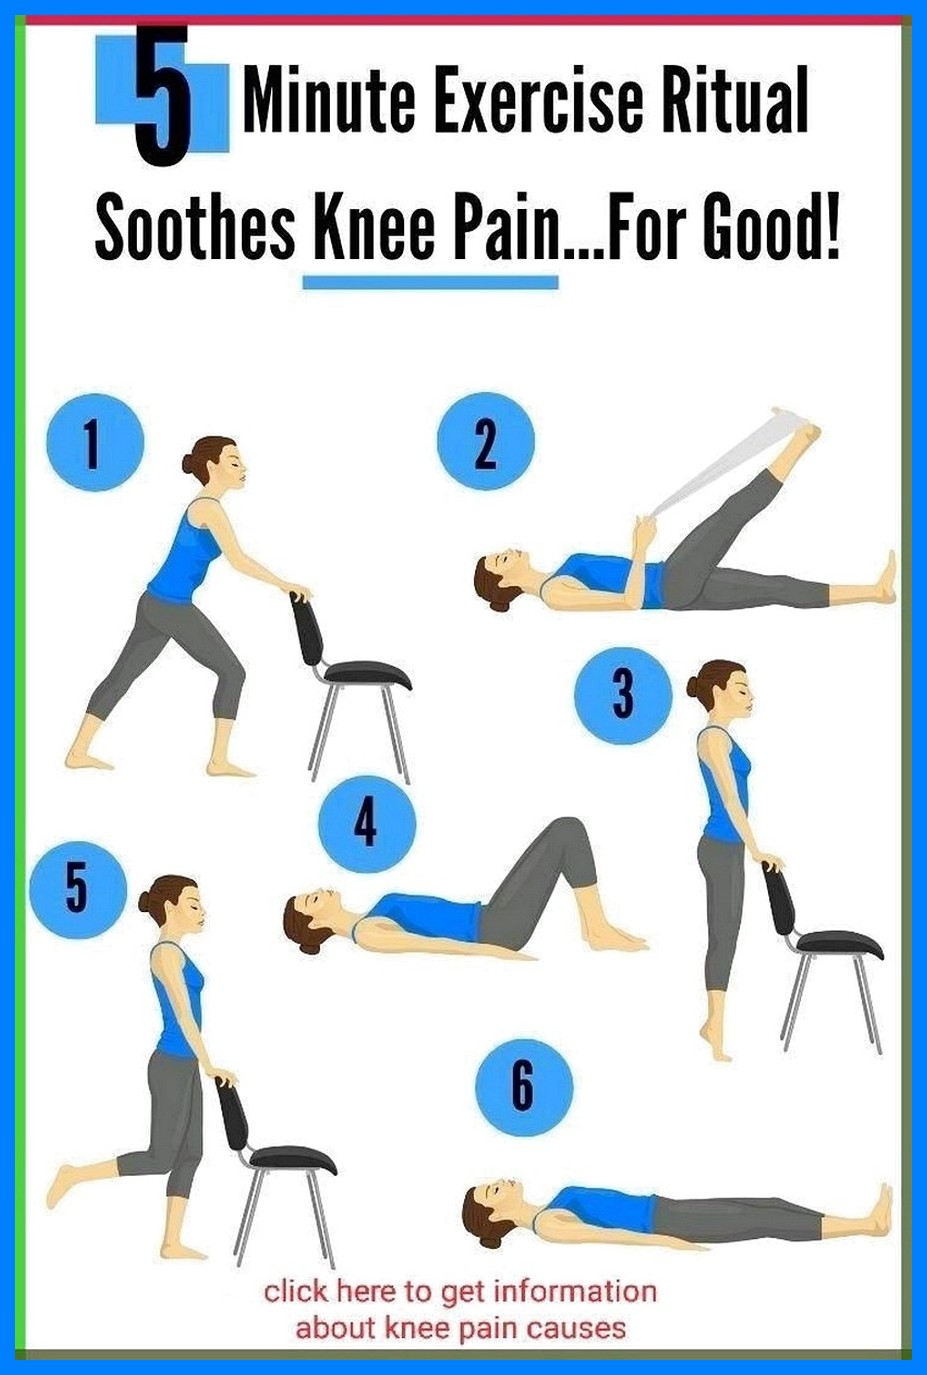 5 Minute Exercise Ritual
Soothes Knee Pain...For Good!
1
2
3
4
5
6
click here to get information
about knee pain causes